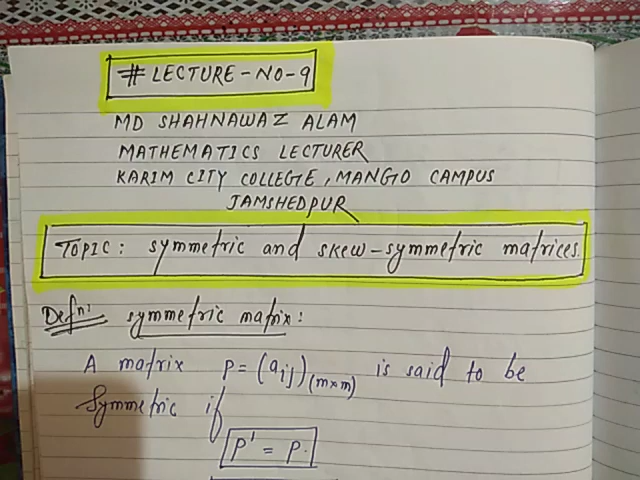 # LECTURE-NO-9
MD SHAHNAWAZ ALAM
MATHEMATICS LECTURER
KARIM CITY COLLEGE, MANGO CAMPUS
JAMSHEDPUR
TOPIC: symmetric and skew-symmetric matrices.
Defn: symmetric matrix:
A matrix P = (aij)(m×m) is said to be
Symmetric if
P' = P.